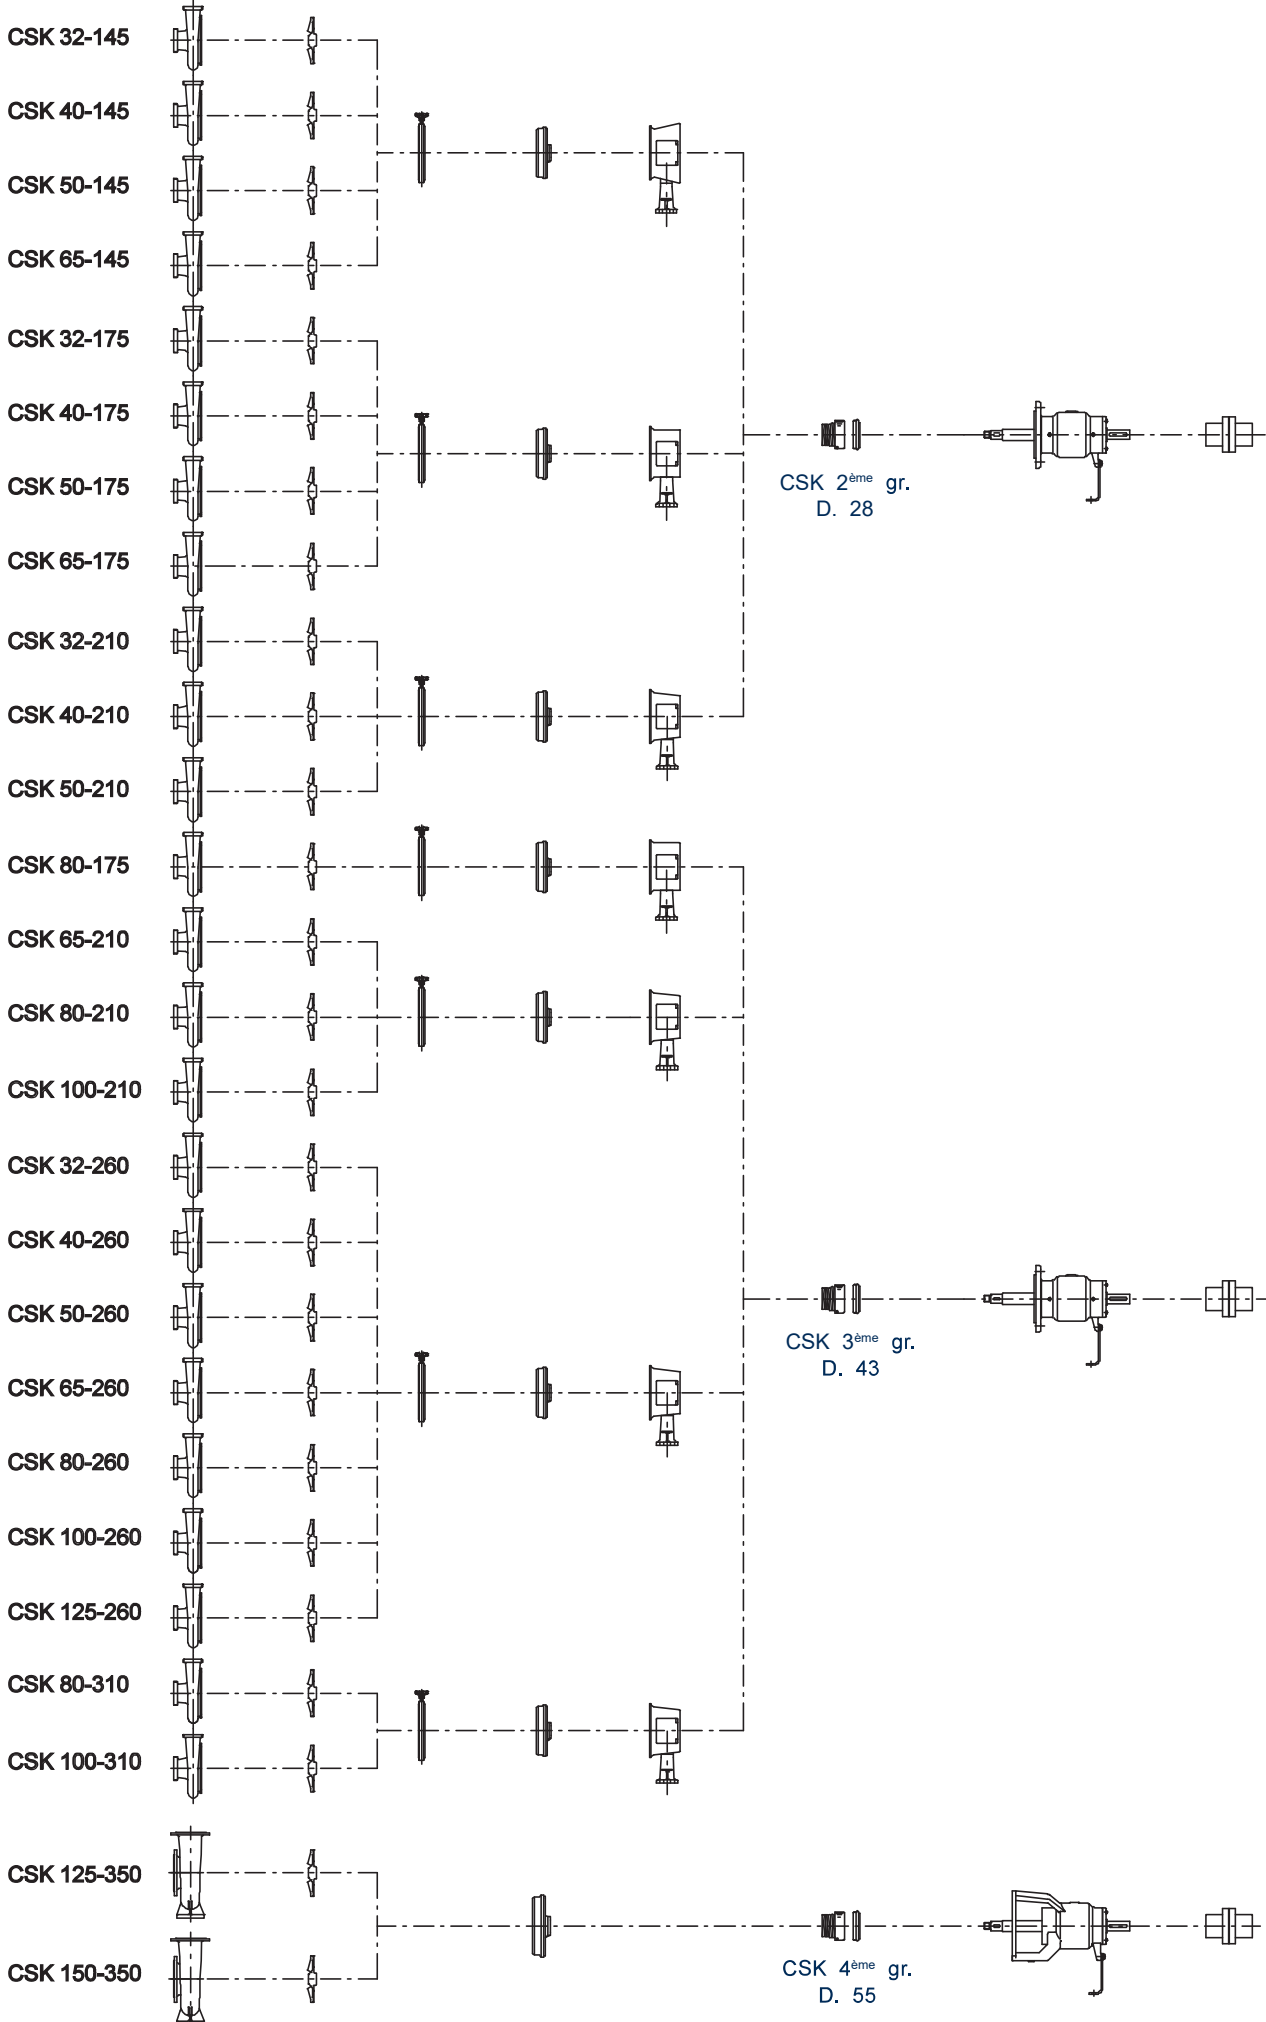 CSK 32-145
CSK 40-145
CSK 50-145
CSK 65-145
CSK 32-175
CSK 40-175
CSK 50-175
CSK 2ème gr.
D. 28
CSK 65-175
CSK 32-210
CSK 40-210
CSK 50-210
CSK 80-175
CSK 65-210
CSK 80-210
CSK 100-210
CSK 32-260
CSK 40-260
CSK 50-260
CSK 3ème gr.
D. 43
CSK 65-260
CSK 80-260
CSK 100-260
CSK 125-260
CSK 80-310
CSK 100-310
CSK 125-350
CSK 150-350
CSK 4ème gr.
D. 55